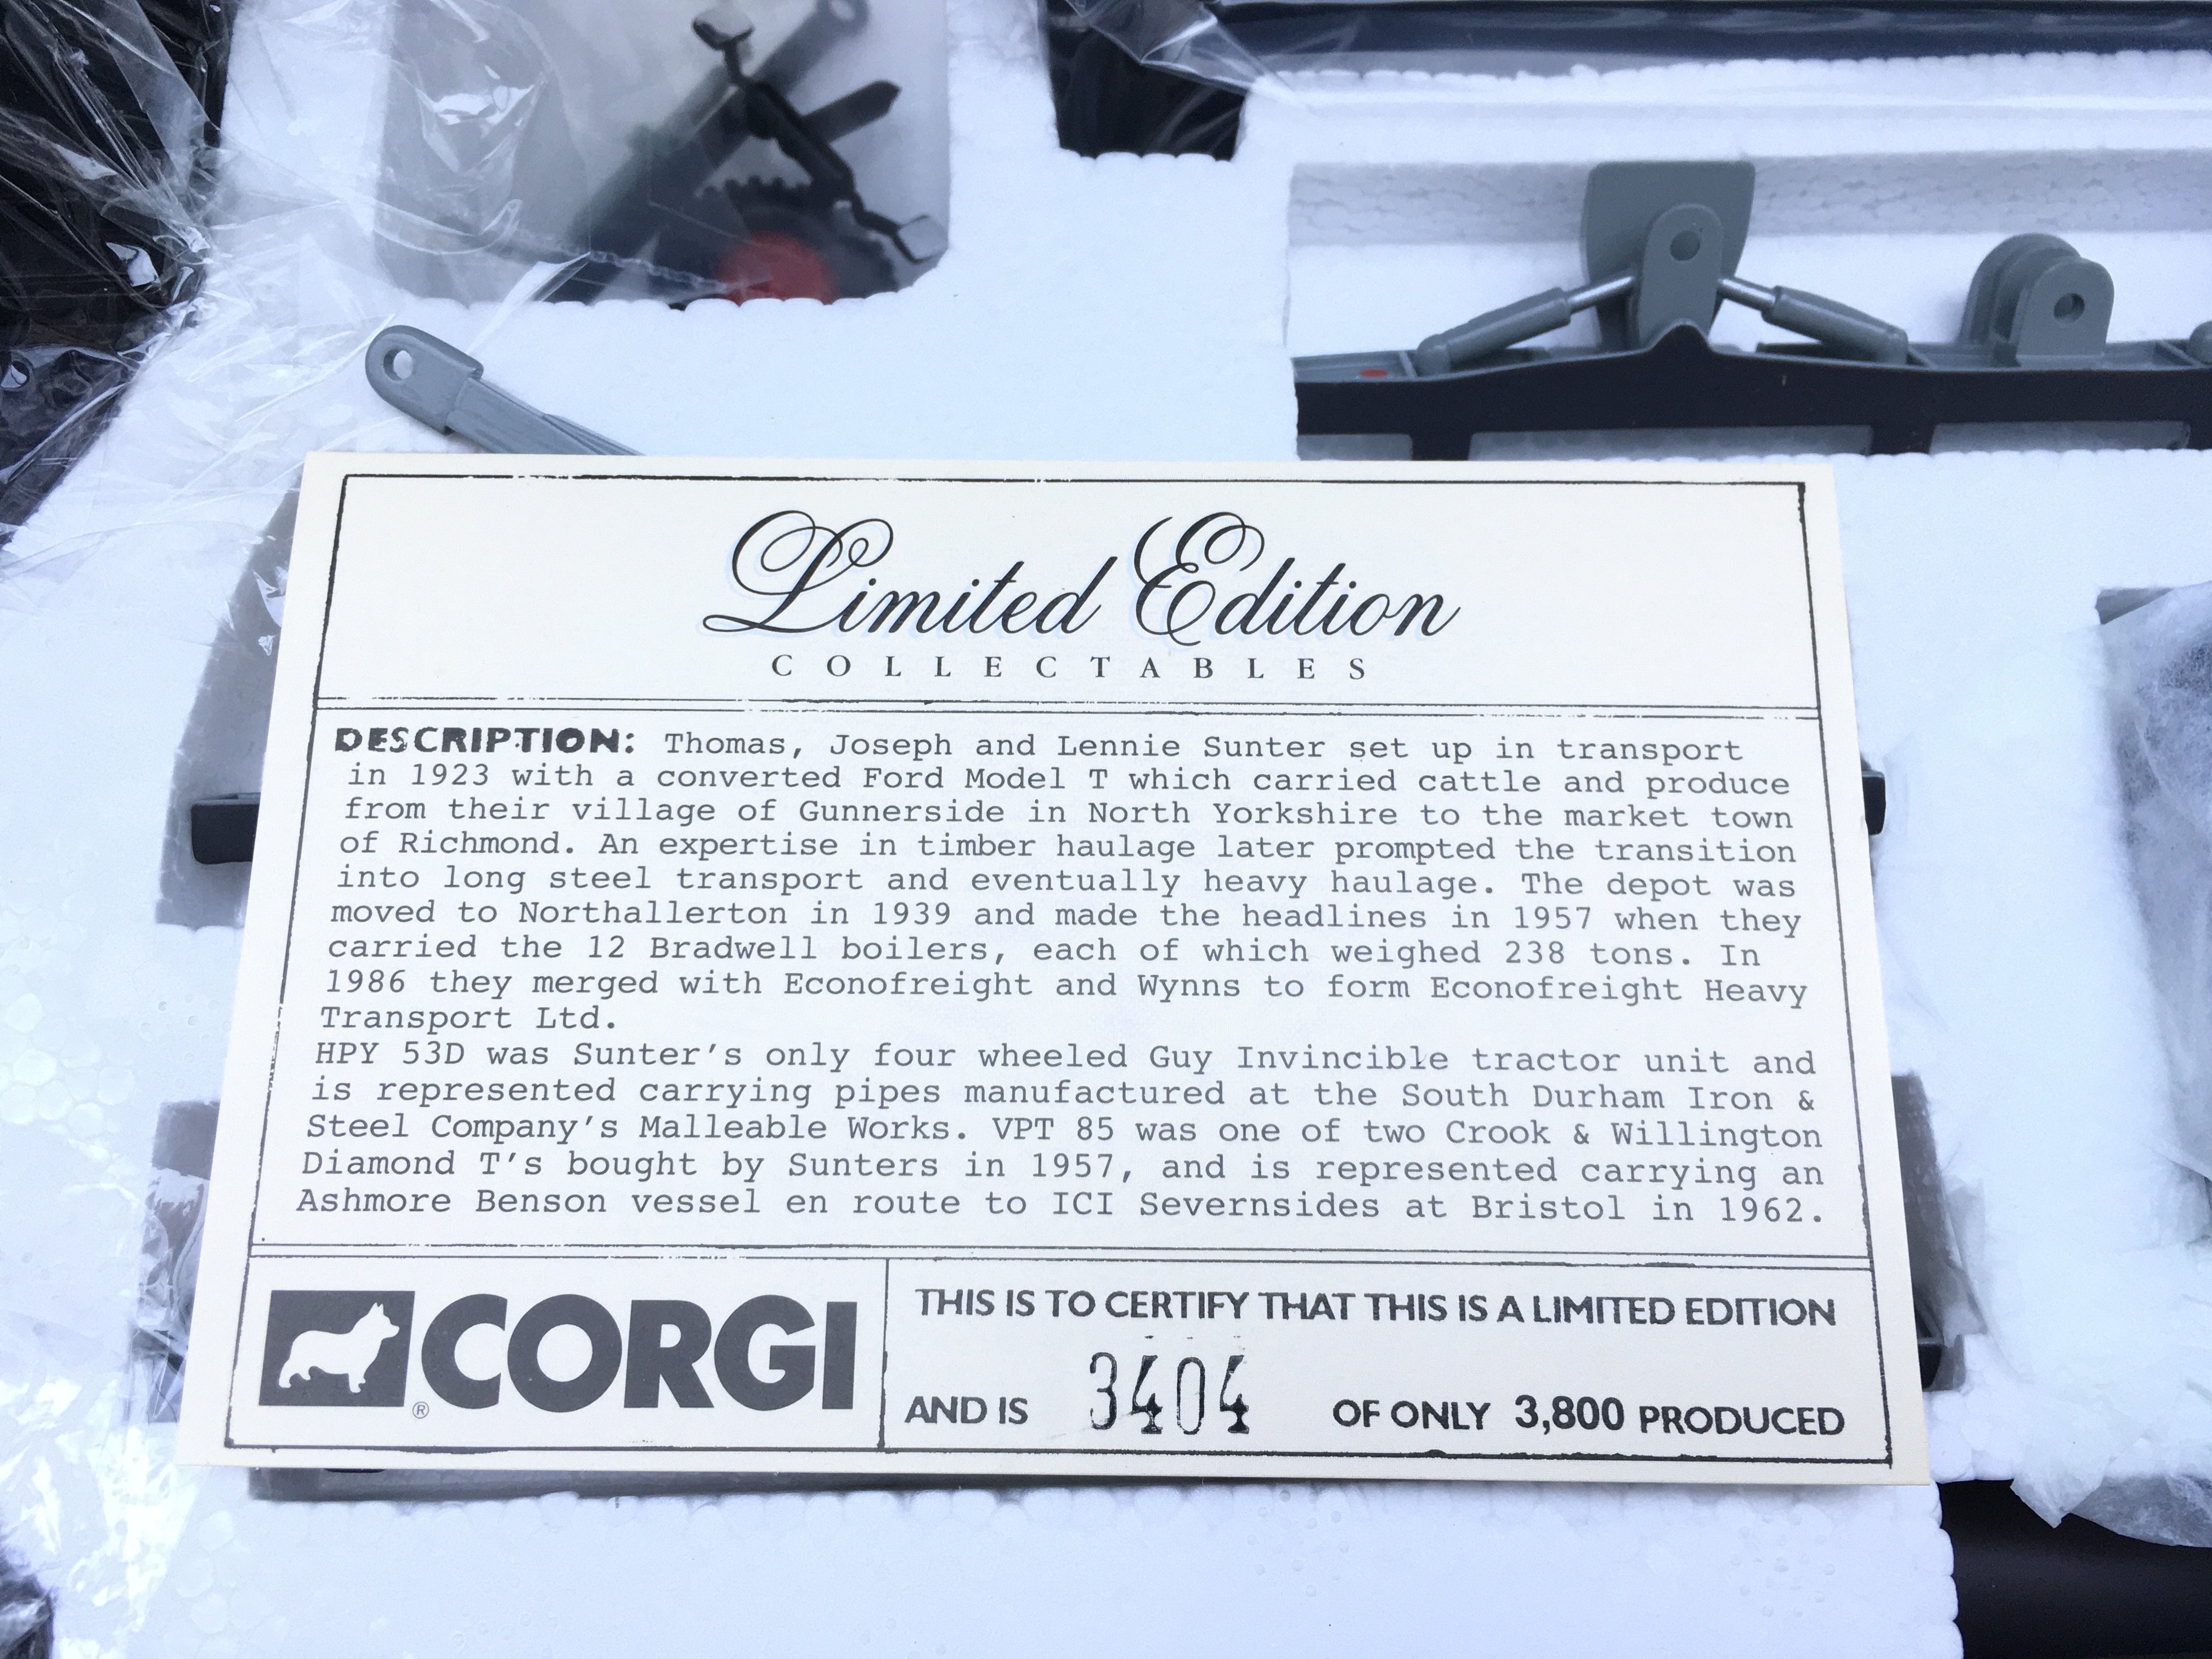 Limited Edition
COLLECTABLES
DESCRIPTION: Thomas, Joseph and Lennie Sunter set up in transport
in 1923 with a converted Ford Model T which carried cattle and produce
from their village of Gunnerside in North Yorkshire to the market town
of Richmond. An expertise in timber haulage later prompted the transition
into long steel transport and eventually heavy haulage. The depot was
moved to Northallerton in 1939 and made the headlines in 1957 when they
carried the 12 Bradwell boilers, each of which weighed 238 tons. In
1986 they merged with Econofreight and Wynns to form Econofreight Heavy
Transport Ltd.
HPY 53D was Sunter's only four wheeled Guy Invincible tractor unit and
is represented carrying pipes manufactured at the South Durham Iron &
Steel Company's Malleable Works. VPT 85 was one of two Crook & Willington
Diamond T's bought by Sunters in 1957, and is represented carrying an
Ashmore Benson vessel en route to ICI Severnsides at Bristol in 1962.
CORGI ®
THIS IS TO CERTIFY THAT THIS IS A LIMITED EDITION
AND IS 3404 OF ONLY 3,800 PRODUCED